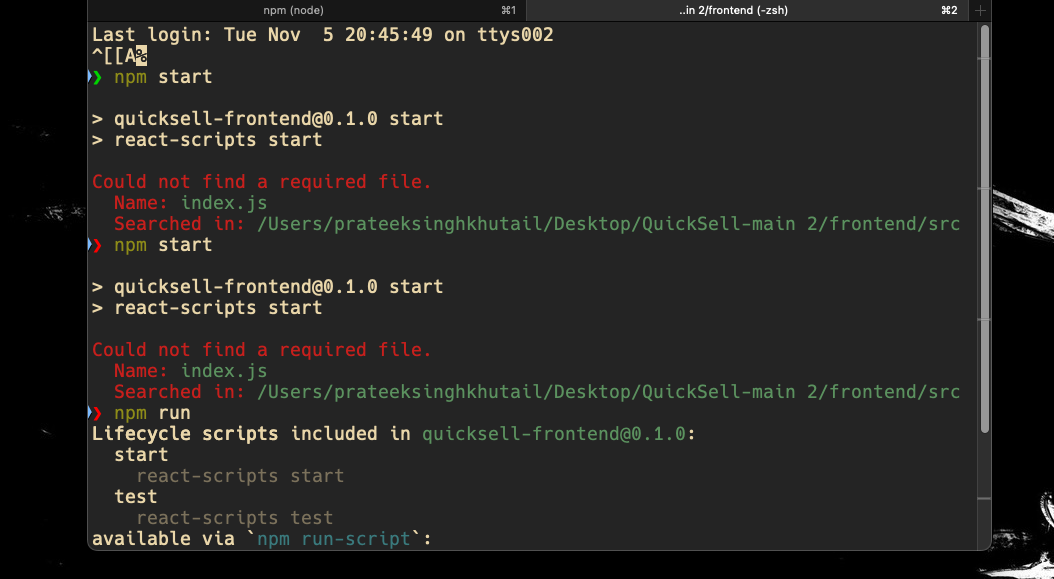 npm (node) ⌘1 ..in 2/frontend (-zsh) ⌘2 +
Last login: Tue Nov  5 20:45:49 on ttys002
^[[A%
❯ npm start
> quicksell-frontend@0.1.0 start
> react-scripts start
Could not find a required file.
  Name: index.js
  Searched in: /Users/prateeksinghkhutail/Desktop/QuickSell-main 2/frontend/src
❯ npm start
> quicksell-frontend@0.1.0 start
> react-scripts start
Could not find a required file.
  Name: index.js
  Searched in: /Users/prateeksinghkhutail/Desktop/QuickSell-main 2/frontend/src
❯ npm run
Lifecycle scripts included in quicksell-frontend@0.1.0:
  start
    react-scripts start
  test
    react-scripts test
available via `npm run-script`: